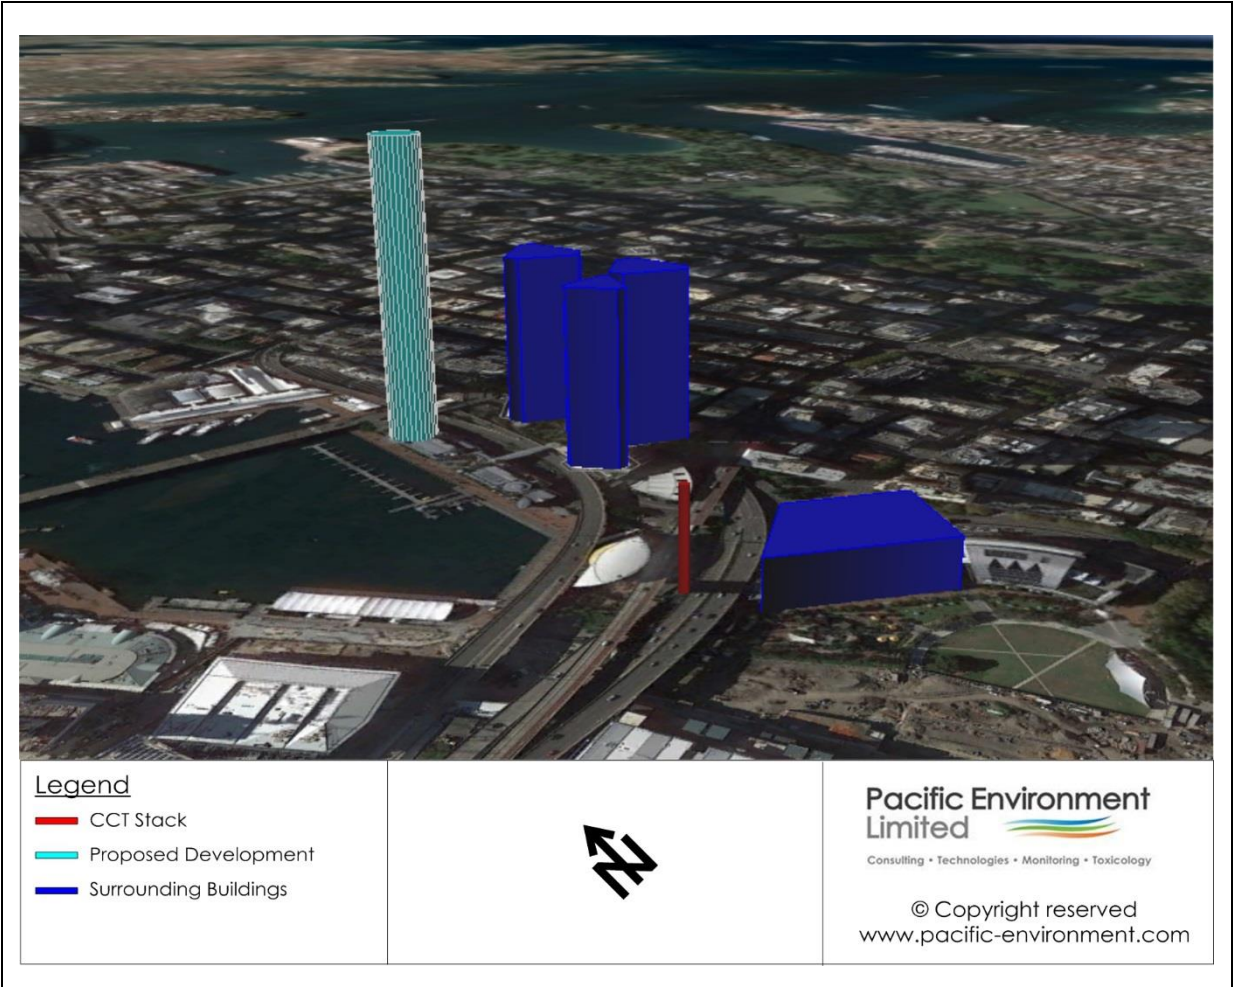 Legend
CCT Stack
Proposed Development
Surrounding Buildings
N
Pacific Environment
Limited
Consulting • Technologies • Monitoring • Toxicology
© Copyright reserved
www.pacific-environment.com